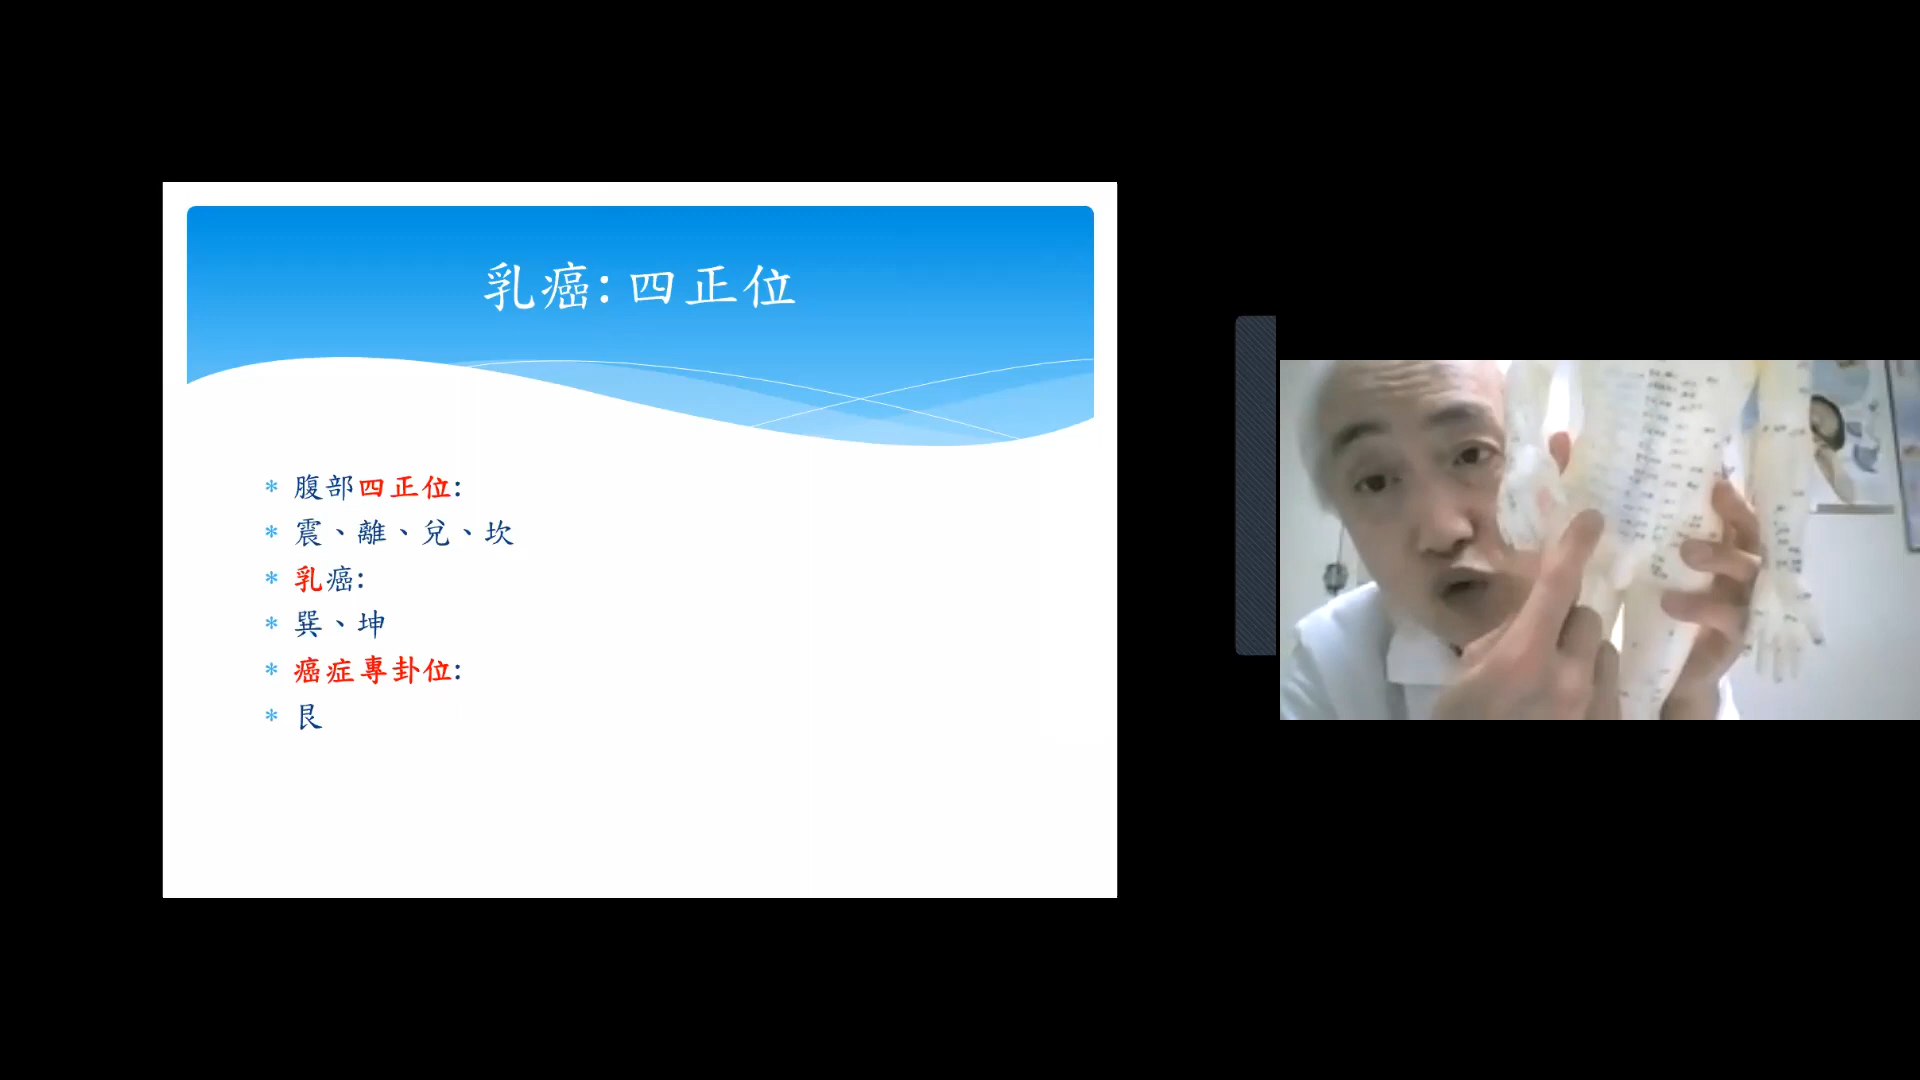 乳癌:四正位
* 腹部四正位:
* 震、離、兌、坎
* 乳癌:
* 巽、坤
* 癌症專卦位:
* 艮